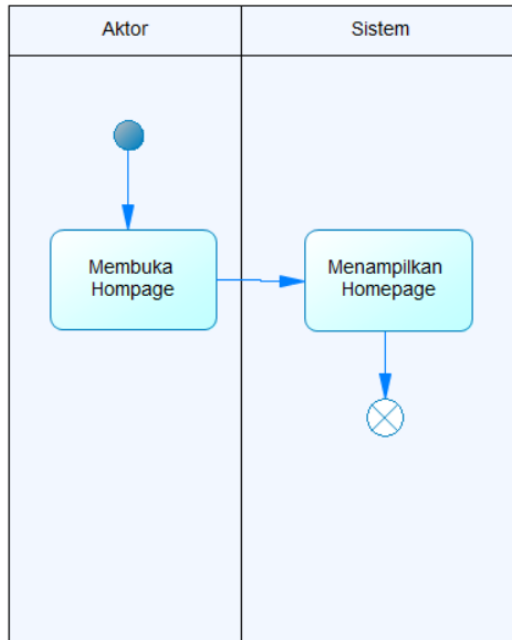 Aktor
Sistem
Membuka
Hompage
Menampilkan
Homepage